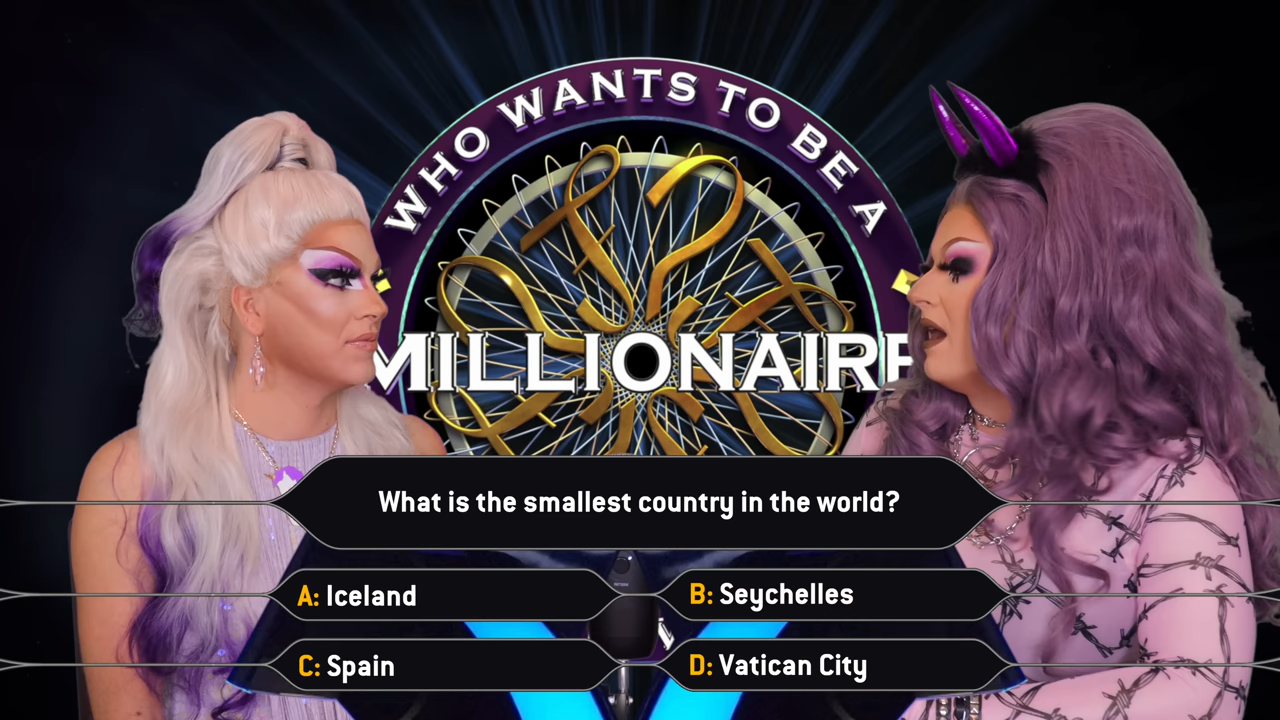 WHO WANTS TO BE A
MILLIONAIRE
What is the smallest country in the world?
A: Iceland
B: Seychelles
C: Spain
D: Vatican City